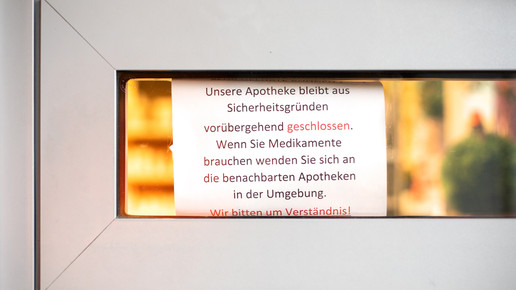 Unsere Apotheke bleibt aus
Sicherheitsgründen
vorübergehend geschlossen.
Wenn Sie Medikamente
brauchen wenden Sie sich an
die benachbarten Apotheken
in der Umgebung.
Wir bitten um Verständnis!